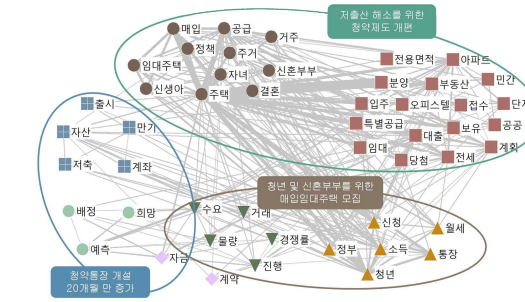 저출산 해소를 위한
청약제도 개편
매입
공급
거주
정책
주거
임대주택
자녀
신혼부부
신생아
주택
결혼
전용면적
아파트
분양
부동산
민간
입주
오피스텔
접수
단지
특별공급
대출
보유
공공
임대
당첨
전세
계획
출시
자산
만기
저축
계좌
청년 및 신혼부부를 위한
매입임대주택 모집
배정
희망
예측
수요
거래
물량
경쟁률
진행
자금
계약
신청
월세
정부
소득
통장
청년
청약통장 개설
20개월 만 증가